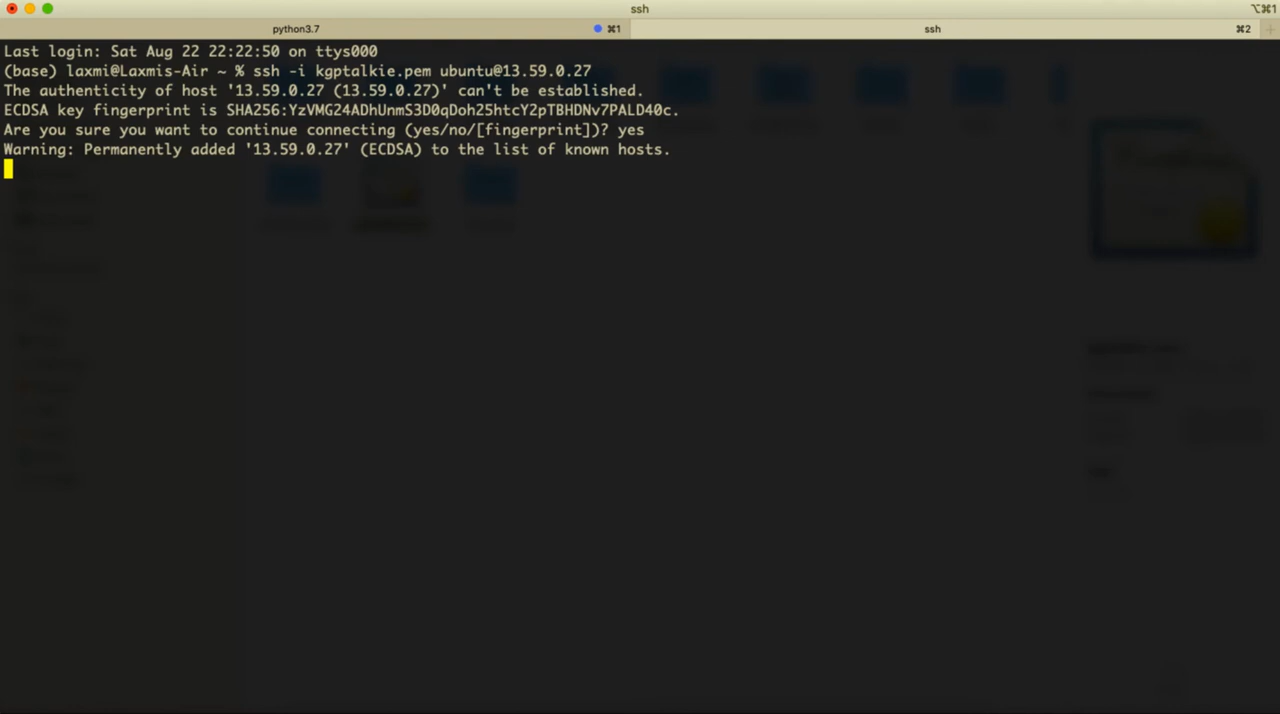 ssh
⌥⌘1
python3.7
⌘1
ssh
⌘2
Last login: Sat Aug 22 22:22:50 on ttys000
(base) laxmi@Laxmis-Air ~ % ssh -i kgptalkie.pem ubuntu@13.59.0.27
The authenticity of host '13.59.0.27 (13.59.0.27)' can't be established.
ECDSA key fingerprint is SHA256:YzVMG24ADhUnmS3D0qDoh25htcY2pTBHDNv7PALD40c.
Are you sure you want to continue connecting (yes/no/[fingerprint])? yes
Warning: Permanently added '13.59.0.27' (ECDSA) to the list of known hosts.